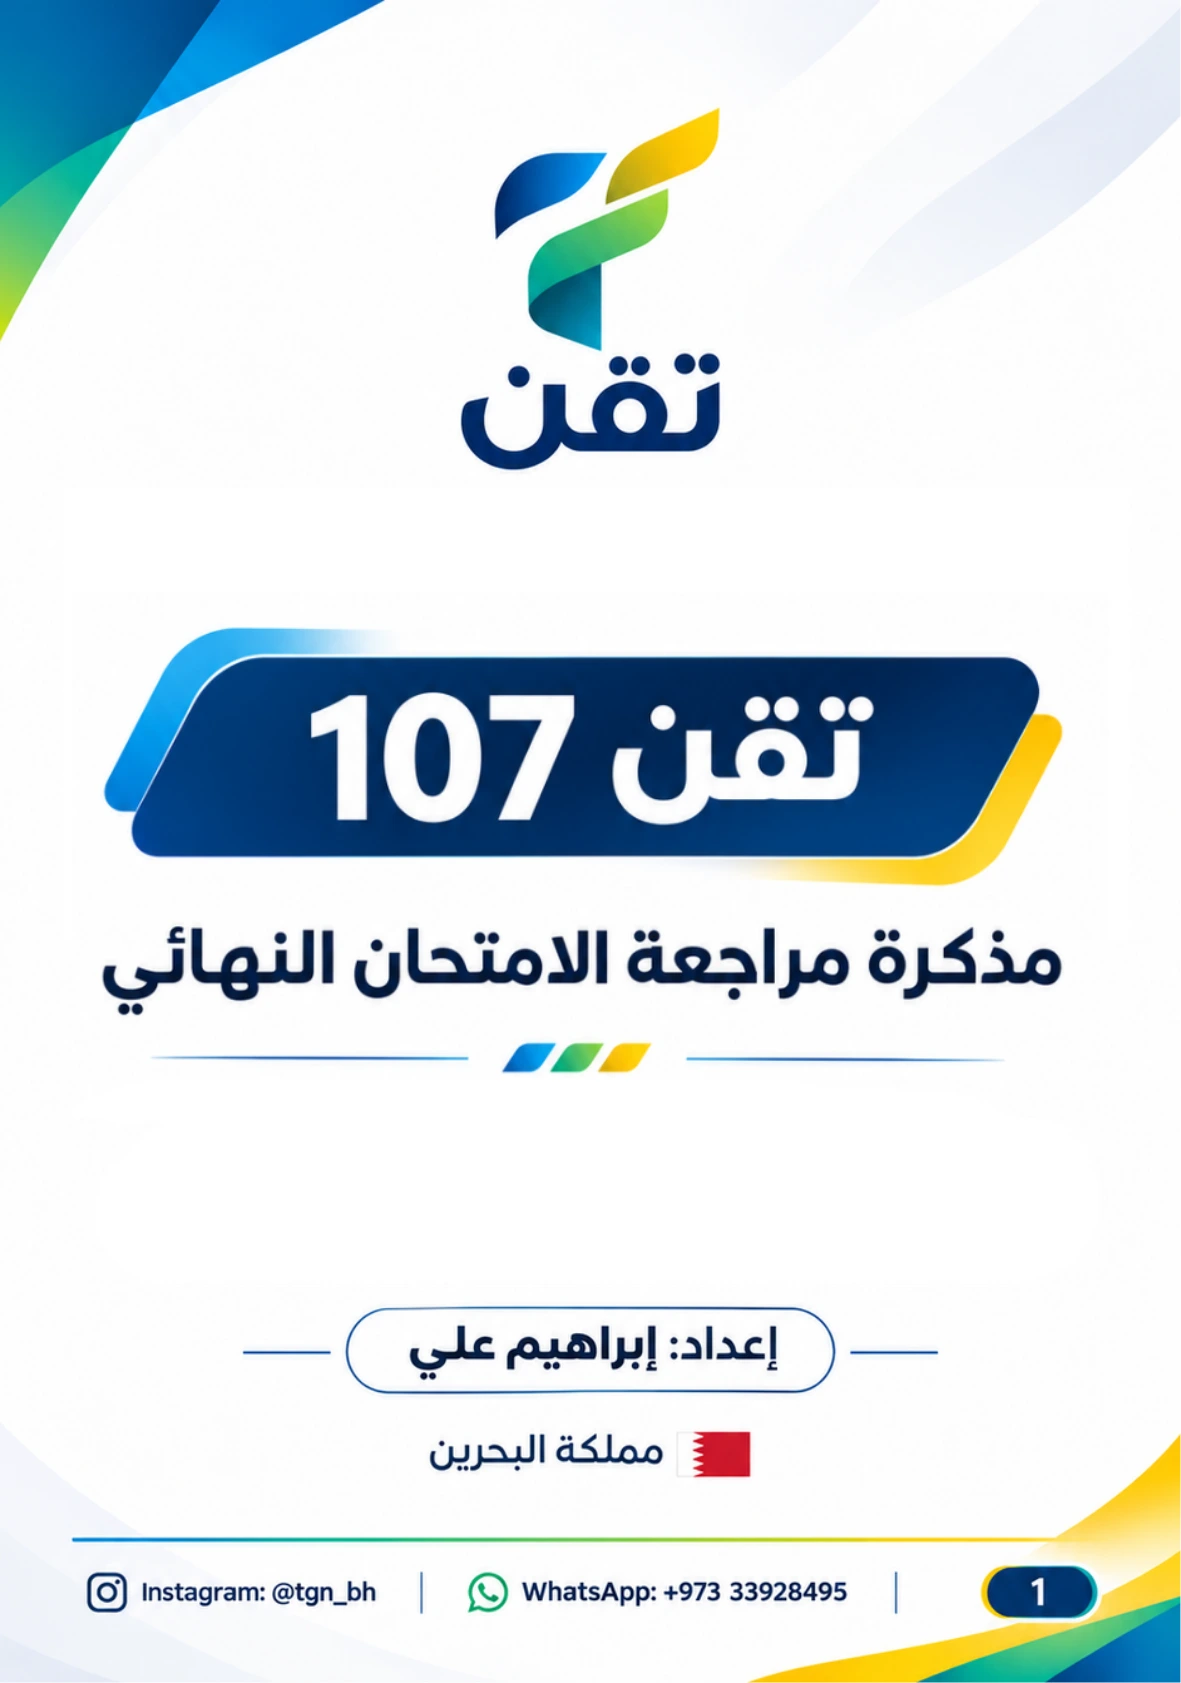 تقن
تقن 107
مذكرة مراجعة الامتحان النهائي
إعداد: إبراهيم علي
مملكة البحرين
Instagram: @tgn_bh
WhatsApp: +973 33928495
1